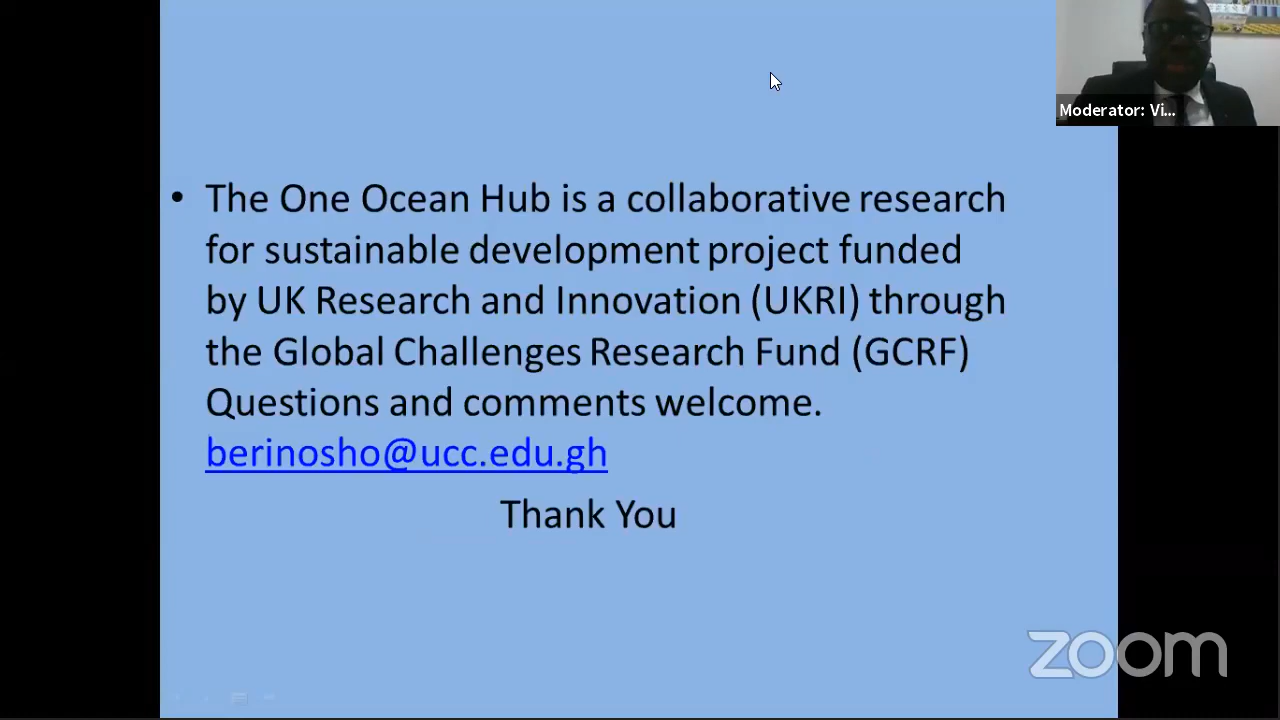 Moderator: Vi...
• The One Ocean Hub is a collaborative research
for sustainable development project funded
by UK Research and Innovation (UKRI) through
the Global Challenges Research Fund (GCRF)
Questions and comments welcome.
berinosho@ucc.edu.gh
Thank You
zoom